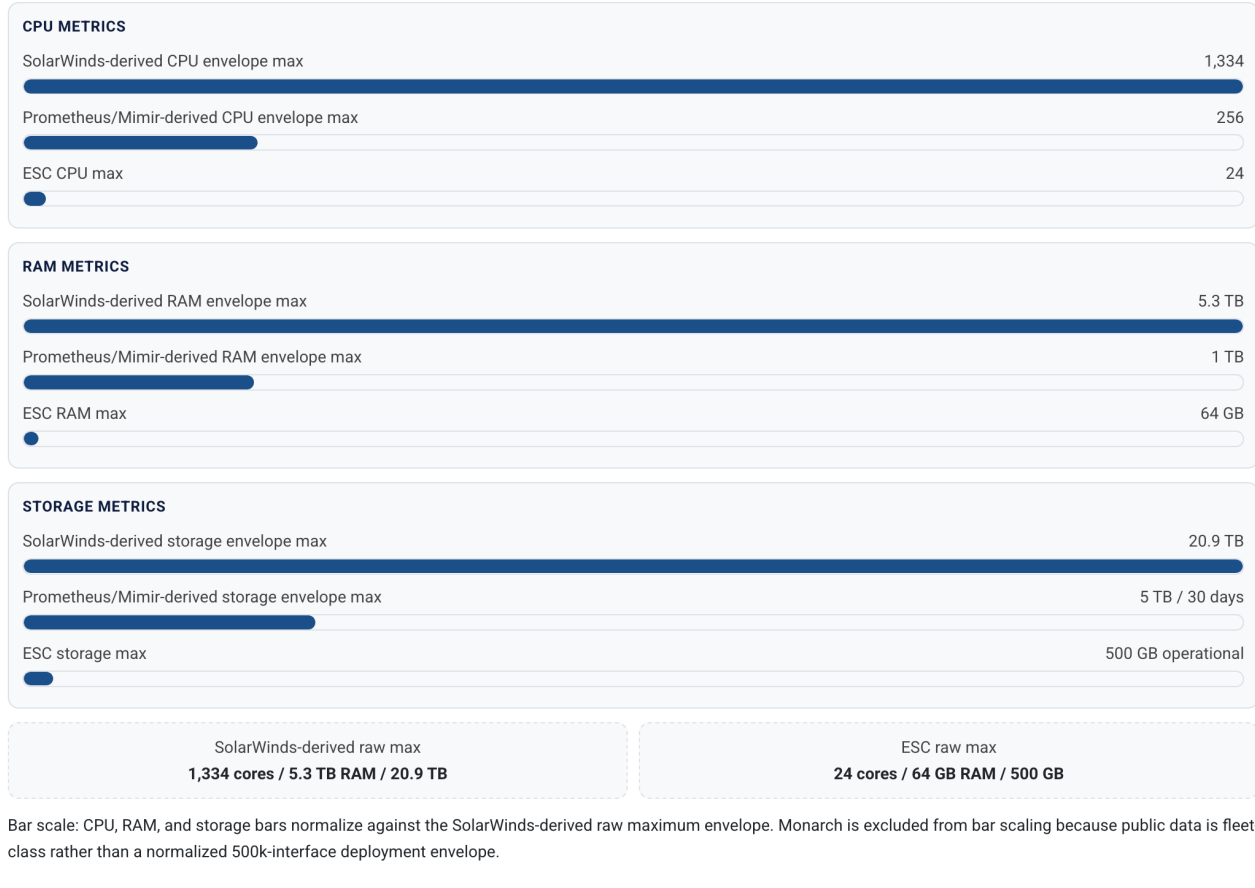 CPU METRICS
SolarWinds-derived CPU envelope max 1,334
Prometheus/Mimir-derived CPU envelope max 256
ESC CPU max 24
RAM METRICS
SolarWinds-derived RAM envelope max 5.3 TB
Prometheus/Mimir-derived RAM envelope max 1 TB
ESC RAM max 64 GB
STORAGE METRICS
SolarWinds-derived storage envelope max 20.9 TB
Prometheus/Mimir-derived storage envelope max 5 TB / 30 days
ESC storage max 500 GB operational
SolarWinds-derived raw max
1,334 cores / 5.3 TB RAM / 20.9 TB
ESC raw max
24 cores / 64 GB RAM / 500 GB
Bar scale: CPU, RAM, and storage bars normalize against the SolarWinds-derived raw maximum envelope. Monarch is excluded from bar scaling because public data is fleet
class rather than a normalized 500k-interface deployment envelope.